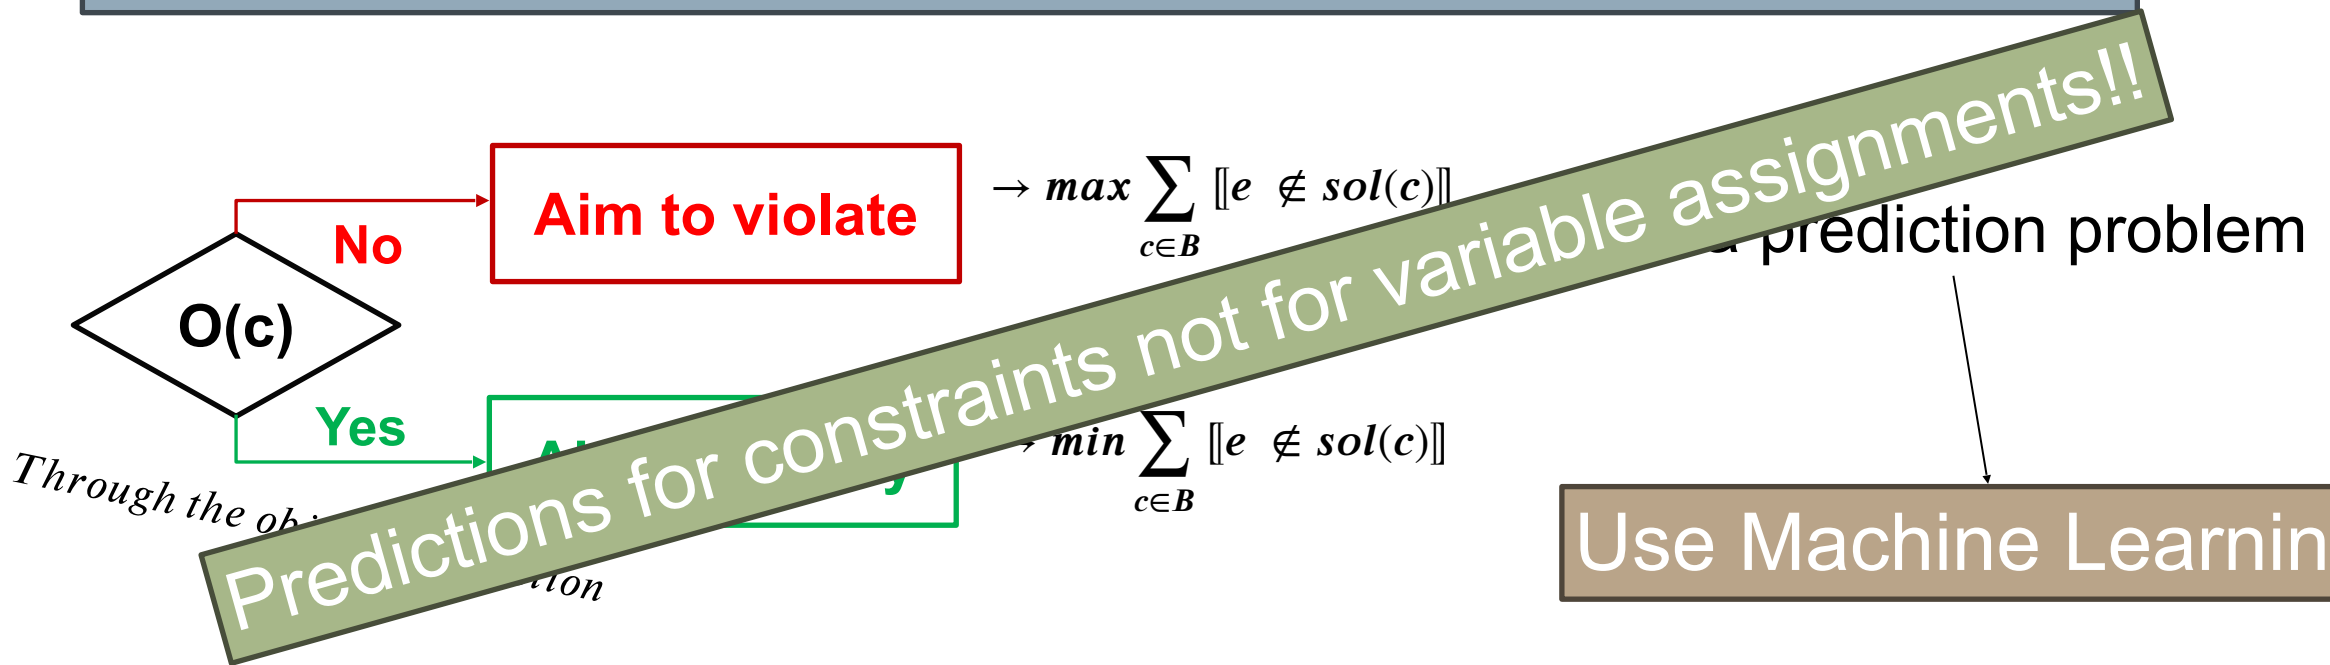 Aim to violate
→ max ∑ [[e ∉ sol(c)]]
c∈B
No
prediction problem
O(c)
Predictions for constraints not for variable assignments!!
Yes
min ∑ [[e ∉ sol(c)]]
c∈B
Through the
Use Machine Learnin